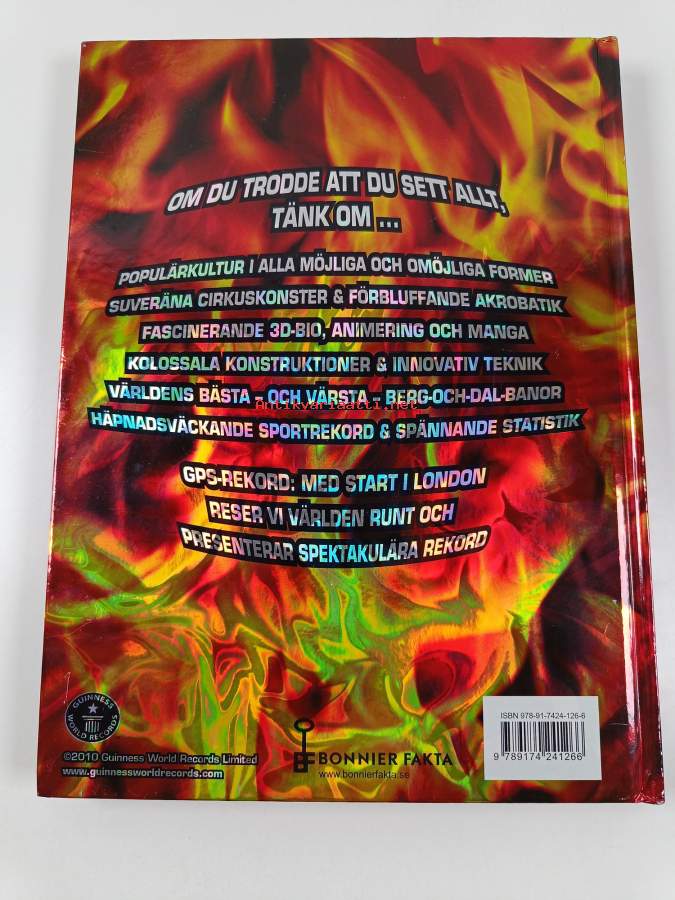 OM DU TRODDE ATT DU SETT ALLT,
TÄNK OM ...
POPULÄRKULTUR I ALLA MÖJLIGA OCH OMÖJLIGA FORMER
SUVERÄNA CIRKUSKONSTER & FÖRBLUFFANDE AKROBATIK
FASCINERANDE 3D-BIO, ANIMERING OCH MANGA
KOLOSSALA KONSTRUKTIONER & INNOVATIV TEKNIK
VÄRLDENS BÄSTA - OCH VÄRSTA - BERG-OCH-DAL-BANOR
Antikvariaatti.net
HÄPNADSVÄCKANDE SPORTREKORD & SPÄNNANDE STATISTIK
GPS-REKORD: MED START I LONDON
RESER VI VÄRLDEN RUNT OCH
PRESENTERAR SPEKTAKULÄRA REKORD
GUINNESS
WORLD RECORDS
©2010 Guinness World Records Limited
www.guinnessworldrecords.com
BONNIER FAKTA
www.bonnierfakta.se
ISBN 978-91-7424-126-6
9 789174 241266